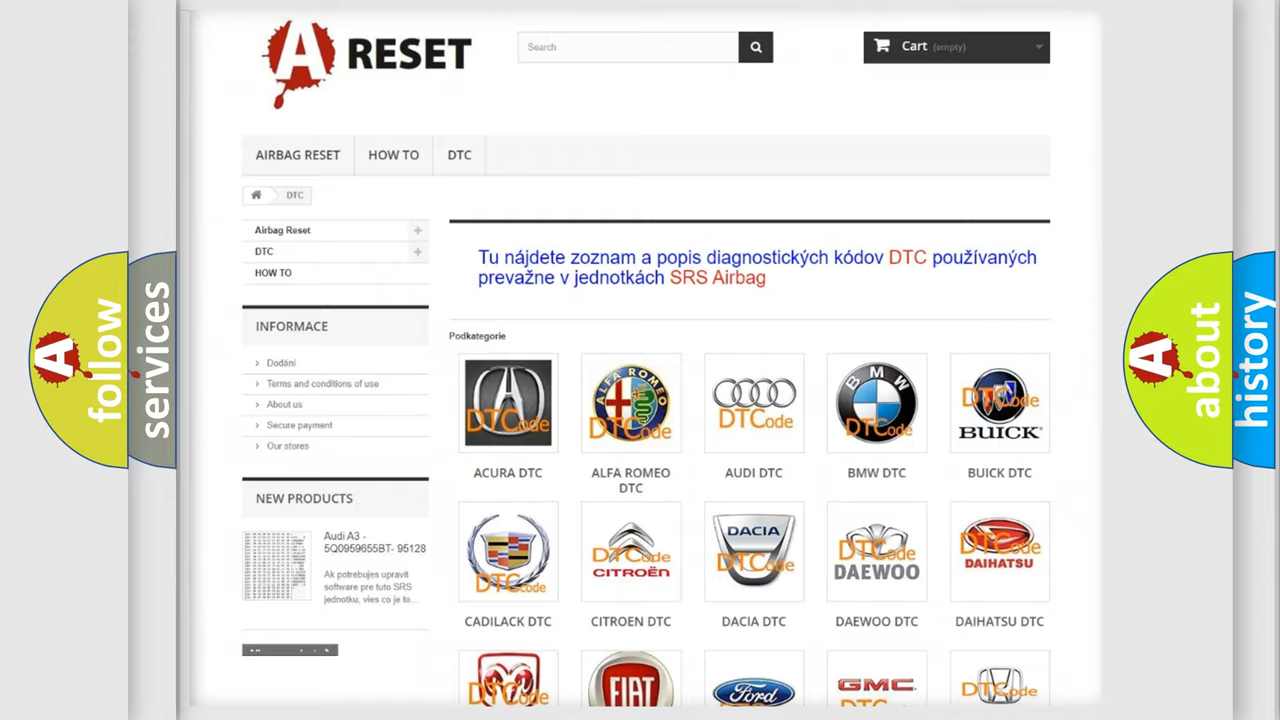 A RESET
Search
Cart (empty)
AIRBAG RESET
HOW TO
DTC
DTC
Airbag Reset
DTC
HOW TO
INFORMACE
Dodání
Terms and conditions of use
About us
Secure payment
Our stores
NEW PRODUCTS
Audi A3 -
5Q0959655BT- 95128
Ak potrebujes upravit
software pre tuto SRS
jednotku, vies co je to...
Tu nájdete zoznam a popis diagnostických kódov DTC používaných
prevažne v jednotkách SRS Airbag
Podkategorie
DTCode
ALFA ROMEO
DTCode
DTCode
BMW
DTCode
DTCode
BUICK
ACURA DTC
ALFA ROMEO
DTC
AUDI DTC
BMW DTC
BUICK DTC
DTCode
DTCode
CITROËN
DACIA
DTCode
DTCode
DAEWOO
DTCode
DAIHATSU
CADILACK DTC
CITROEN DTC
DACIA DTC
DAEWOO DTC
DAIHATSU DTC
DTCode
FIAT
Ford
GMC
DTCode
A follow
services
A about
history